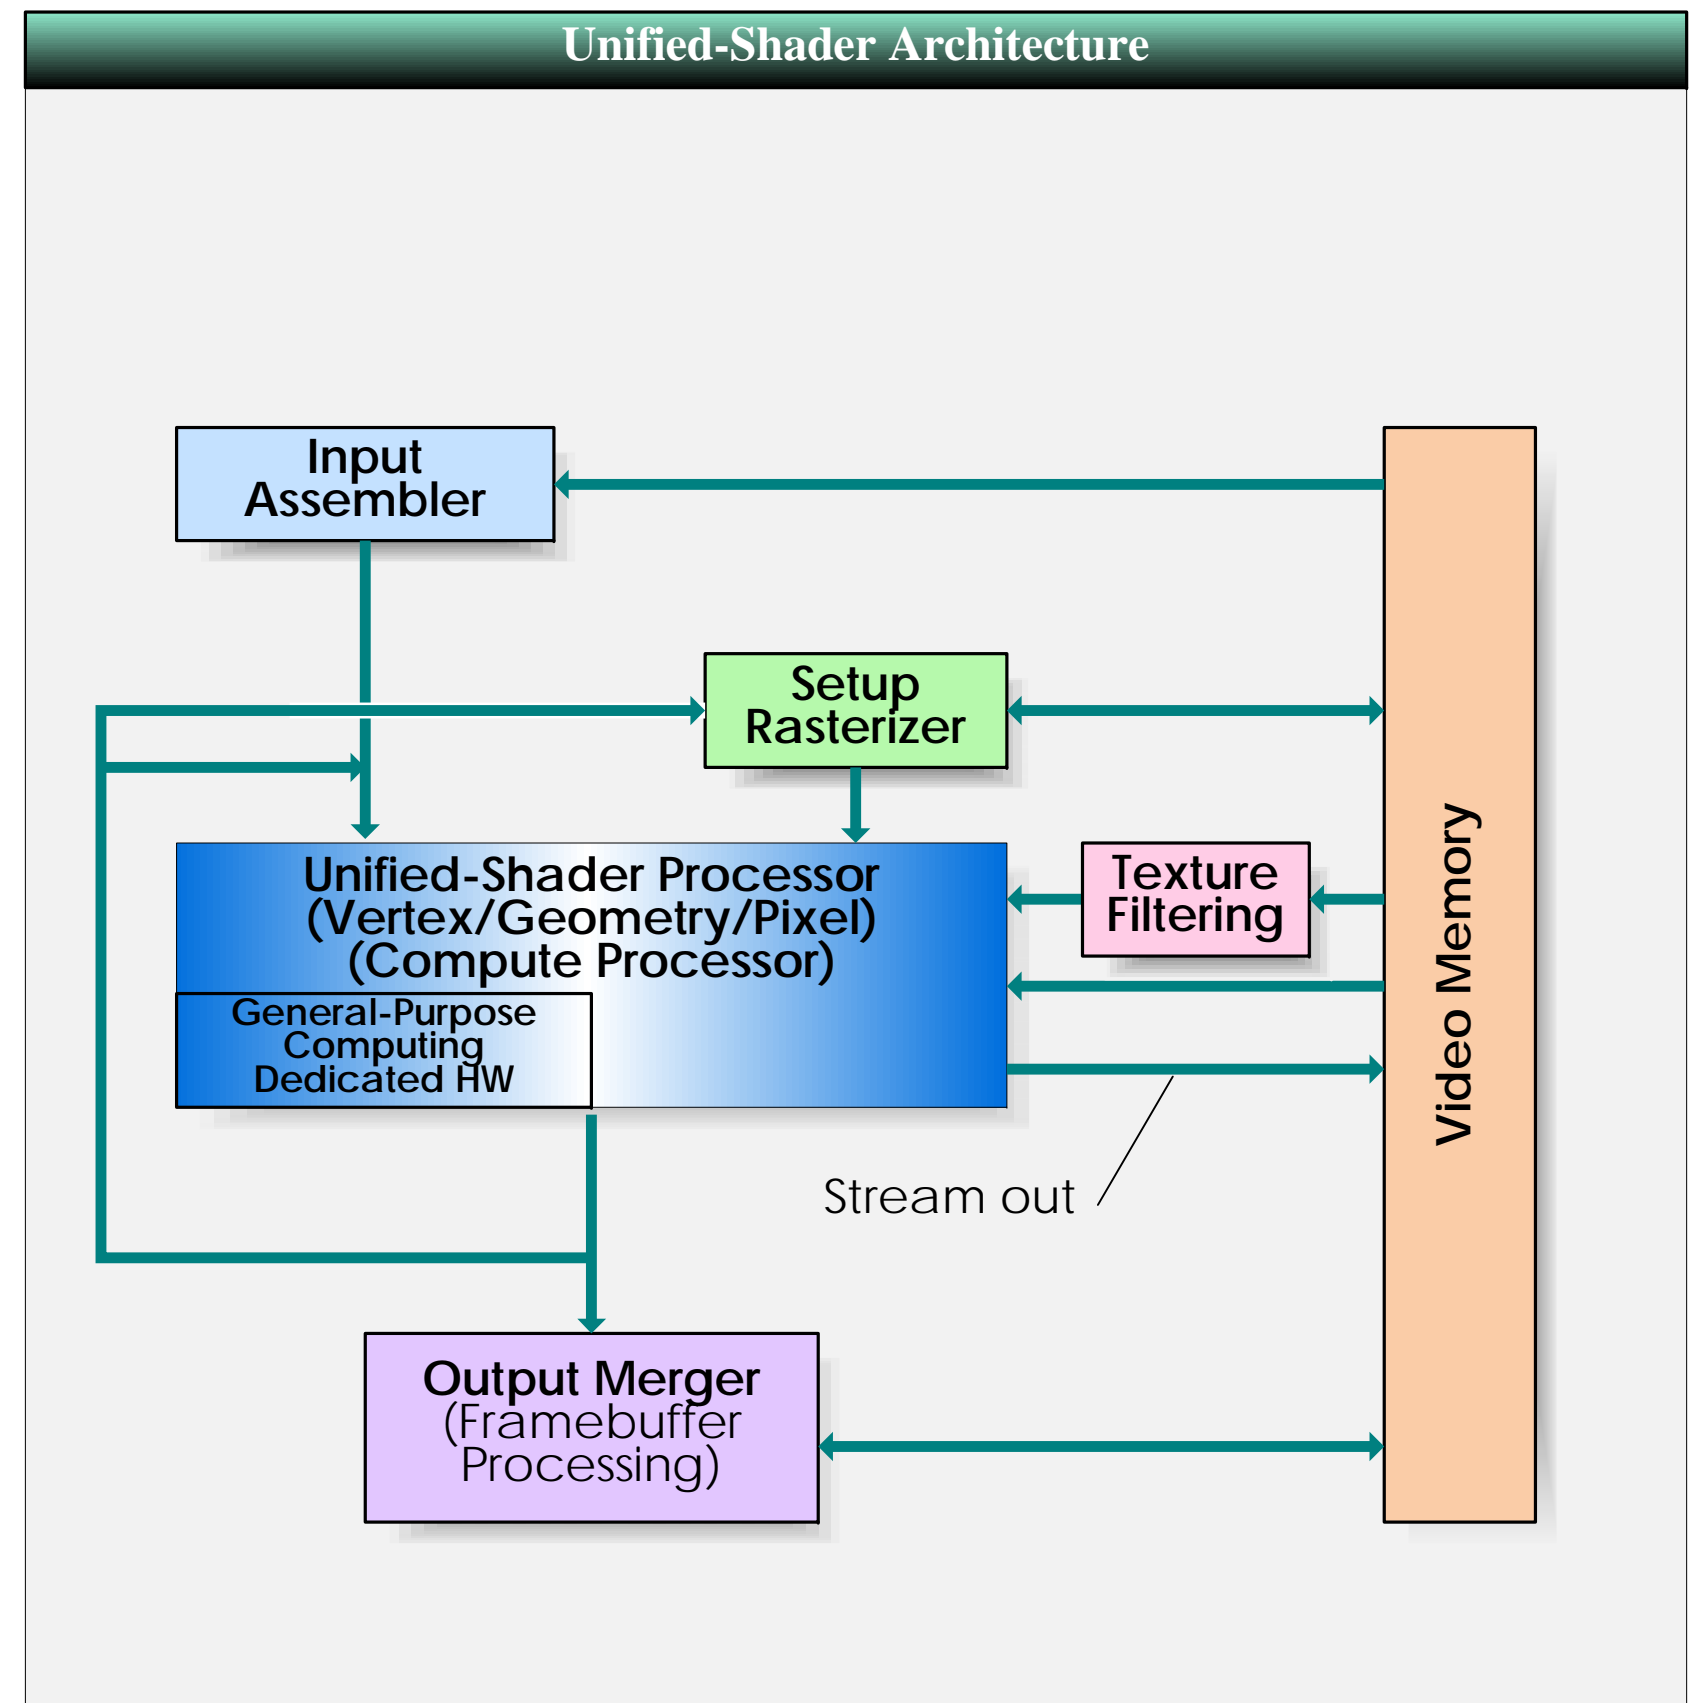 Unified-Shader Architecture
Input
Assembler
Setup
Rasterizer
Unified-Shader Processor
(Vertex/Geometry/Pixel)
(Compute Processor)
General-Purpose
Computing
Dedicated HW
Texture
Filtering
Video Memory
Stream out
Output Merger
(Framebuffer
Processing)